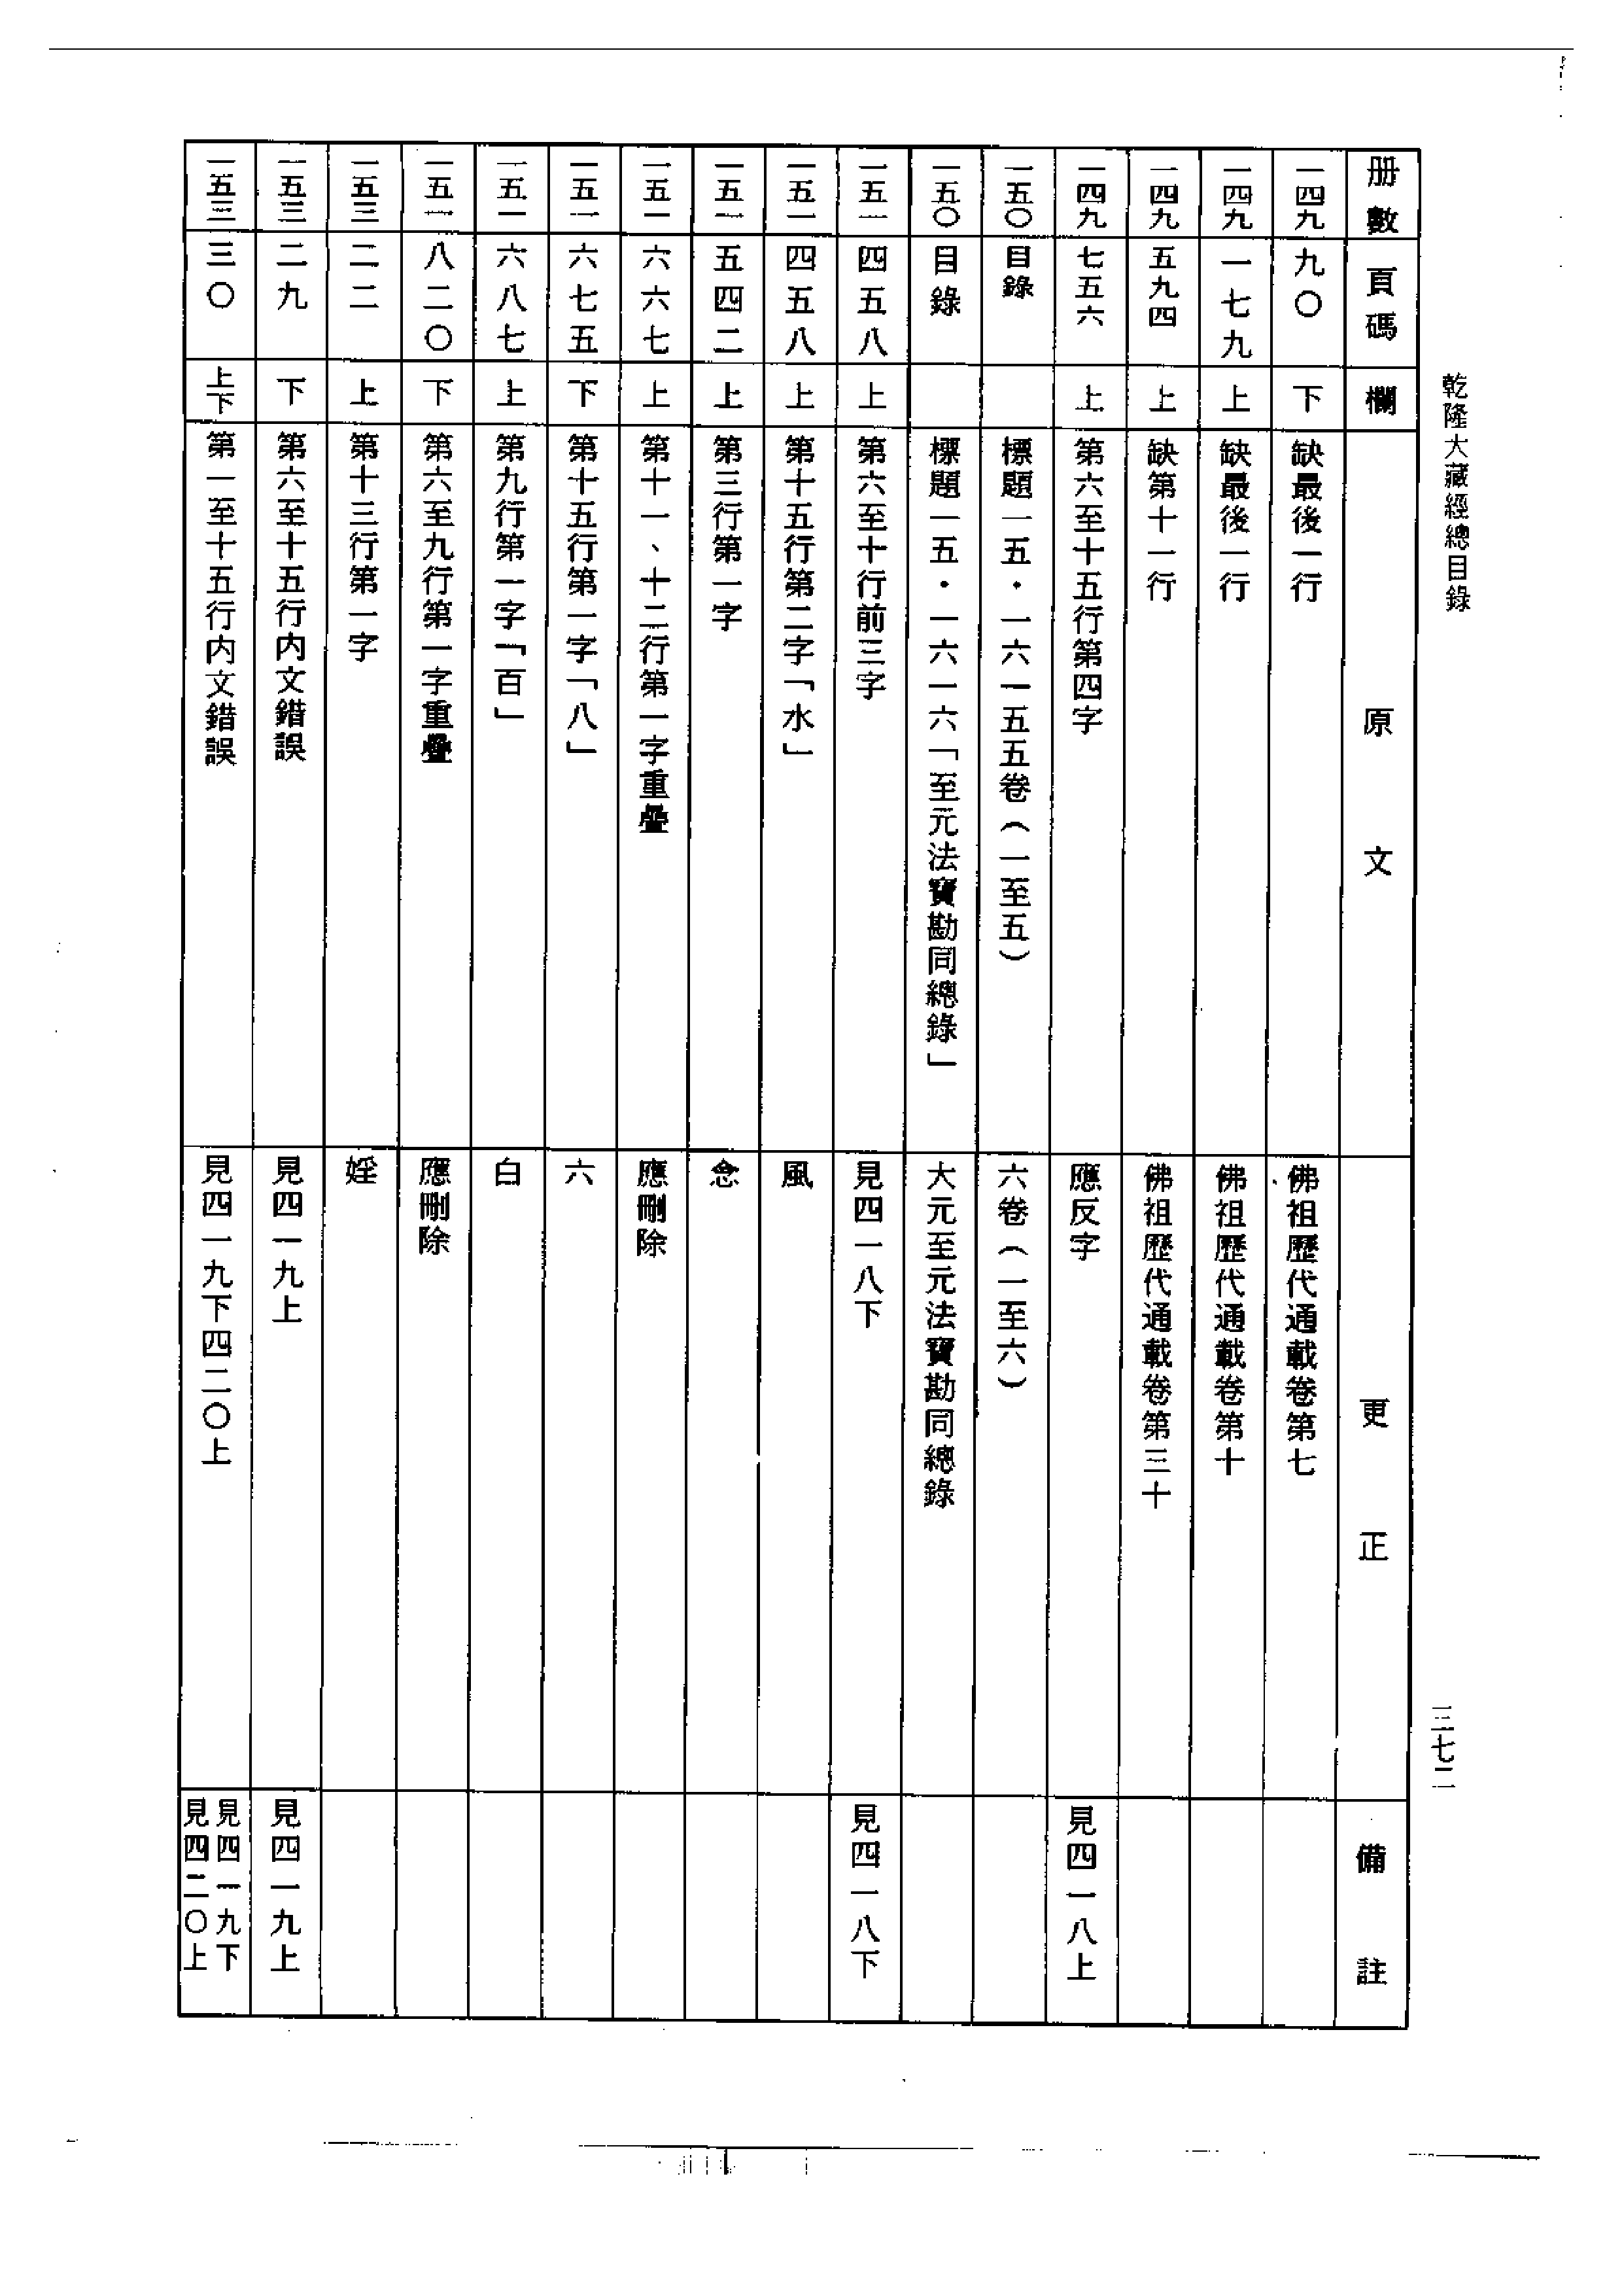 乾隆大藏經總目錄
三七二
册數 頁碼 欄 原文 更正 備註
一四九 九〇 下 缺最後一行 佛祖歷代通載卷第七
一四九 一七九 上 缺最後一行 佛祖歷代通載卷第十
一四九 五九四 上 缺第十一行 佛祖歷代通載卷第三十
一四九 七五六 上 第六至十五行第四字 應反字 見四一八上
一五〇 目錄 標題一五·一六一五五卷(一至五) 六卷(一至六)
一五〇 目錄 標題一五·一六一六「至元法寶勘同總錄」 大元至元法寶勘同總錄
一五一 四五八 上 第六至十行前三字 見四一八下 見四一八下
一五一 四五八 上 第十五行第二字「水」 風
一五一 五四二 上 第三行第一字 念
一五一 六六七 上 第十一、十二行第一字重疊 應刪除
一五一 六七五 下 第十五行第一字「八」 六
一五一 六八七 上 第九行第一字「百」 白
一五一 八二〇 下 第六至九行第一字重疊 應刪除
一五三 二二 上 第十三行第一字 婬
一五三 二九 下 第六至十五行内文錯誤 見四一九上 見四一九上
一五三 三〇 上下 第一至十五行内文錯誤 見四一九下四二〇上 見四一九下 見四二〇上